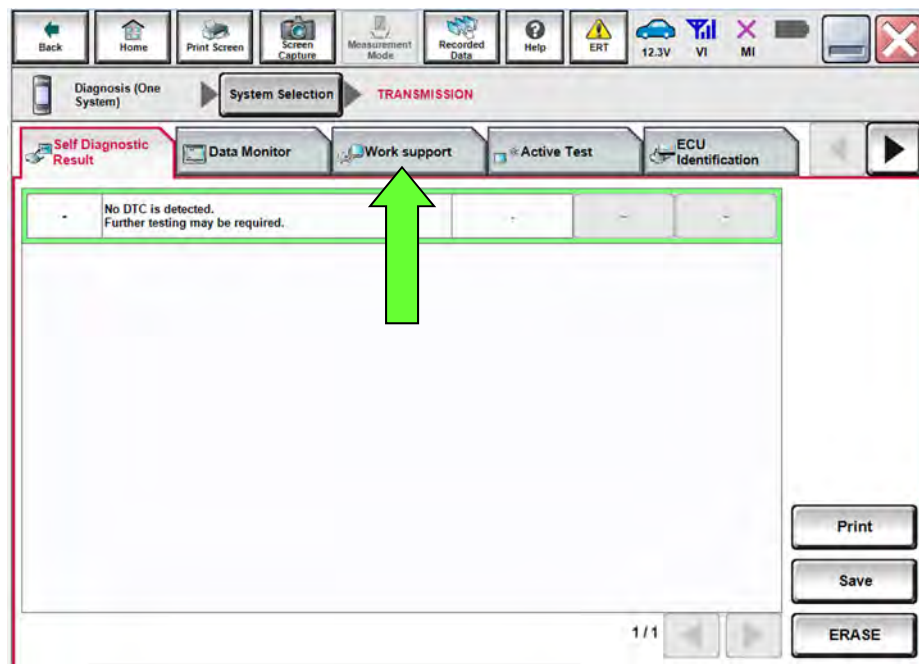 Back
Home
Print Screen
Screen
Capture
Measurement
Mode
Recorded
Data
Help
ERT
12.3V
VI
MI
Diagnosis (One
System)
System Selection
TRANSMISSION
Self Diagnostic
Result
Data Monitor
Work support
* Active Test
ECU
Identification
-
No DTC is detected.
Further testing may be required.
-
-
-
Print
Save
1/1
ERASE